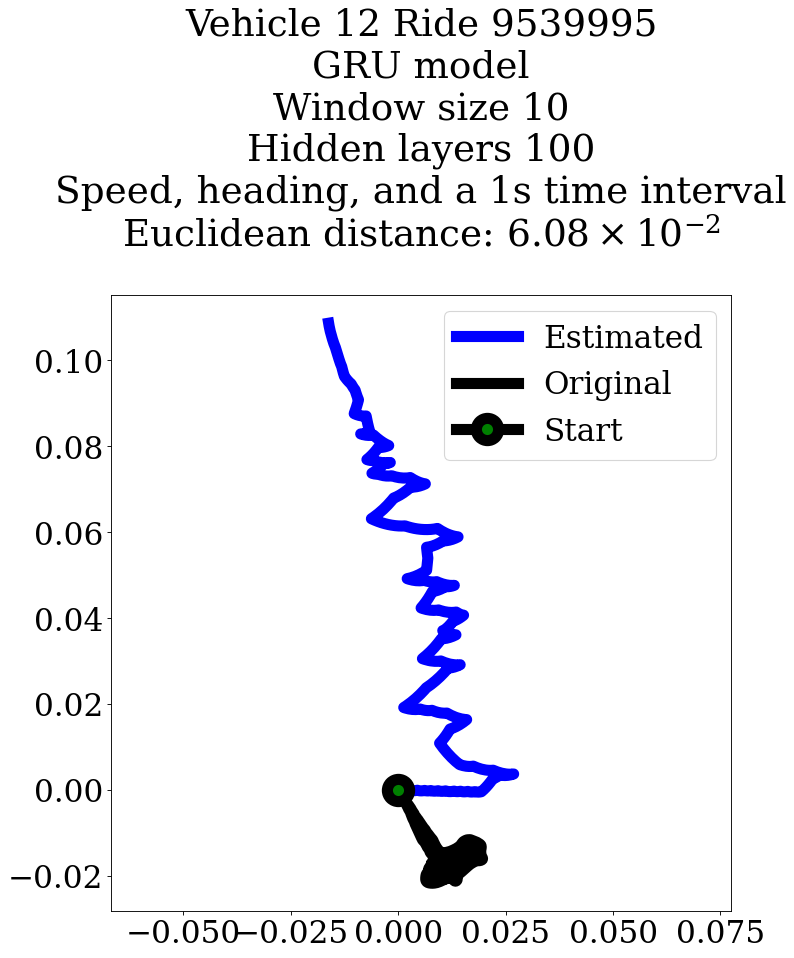 Vehicle 12 Ride 9539995
GRU model
Window size 10
Hidden layers 100
Speed, heading, and a 1s time interval
Euclidean distance: 6.08 × 10⁻²
Estimated
Original
Start
0.10
0.08
0.06
0.04
0.02
0.00
−0.02
−0.050 −0.025 0.000 0.025 0.050 0.075